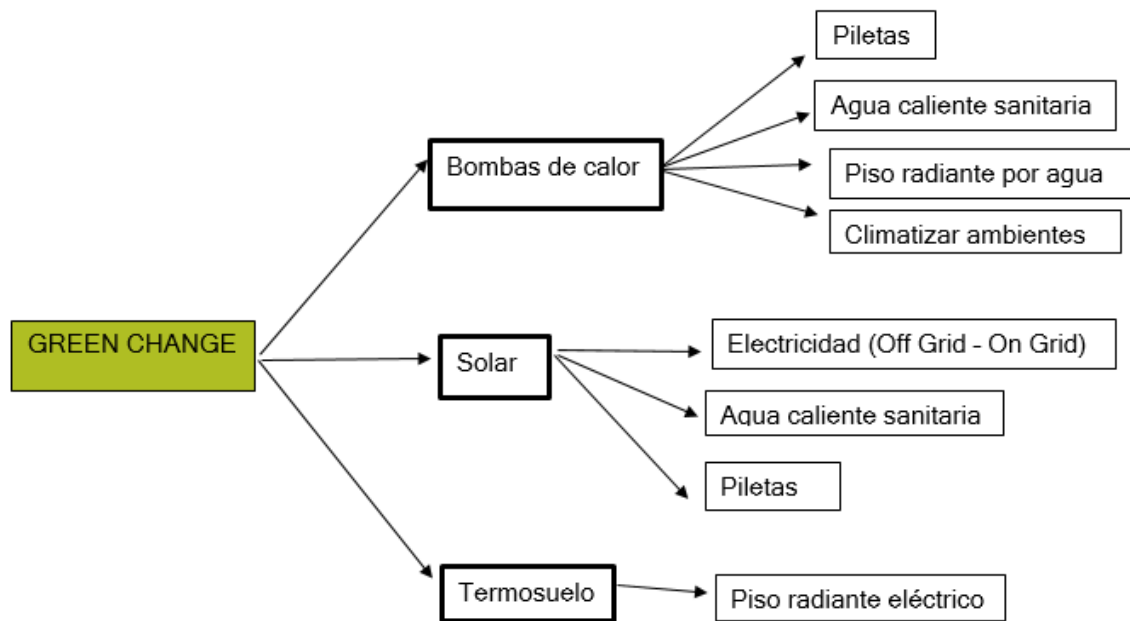 Piletas
Agua caliente sanitaria
Bombas de calor
Piso radiante por agua
Climatizar ambientes
GREEN CHANGE
Electricidad (Off Grid - On Grid)
Solar
Agua caliente sanitaria
Piletas
Termosuelo
Piso radiante eléctrico